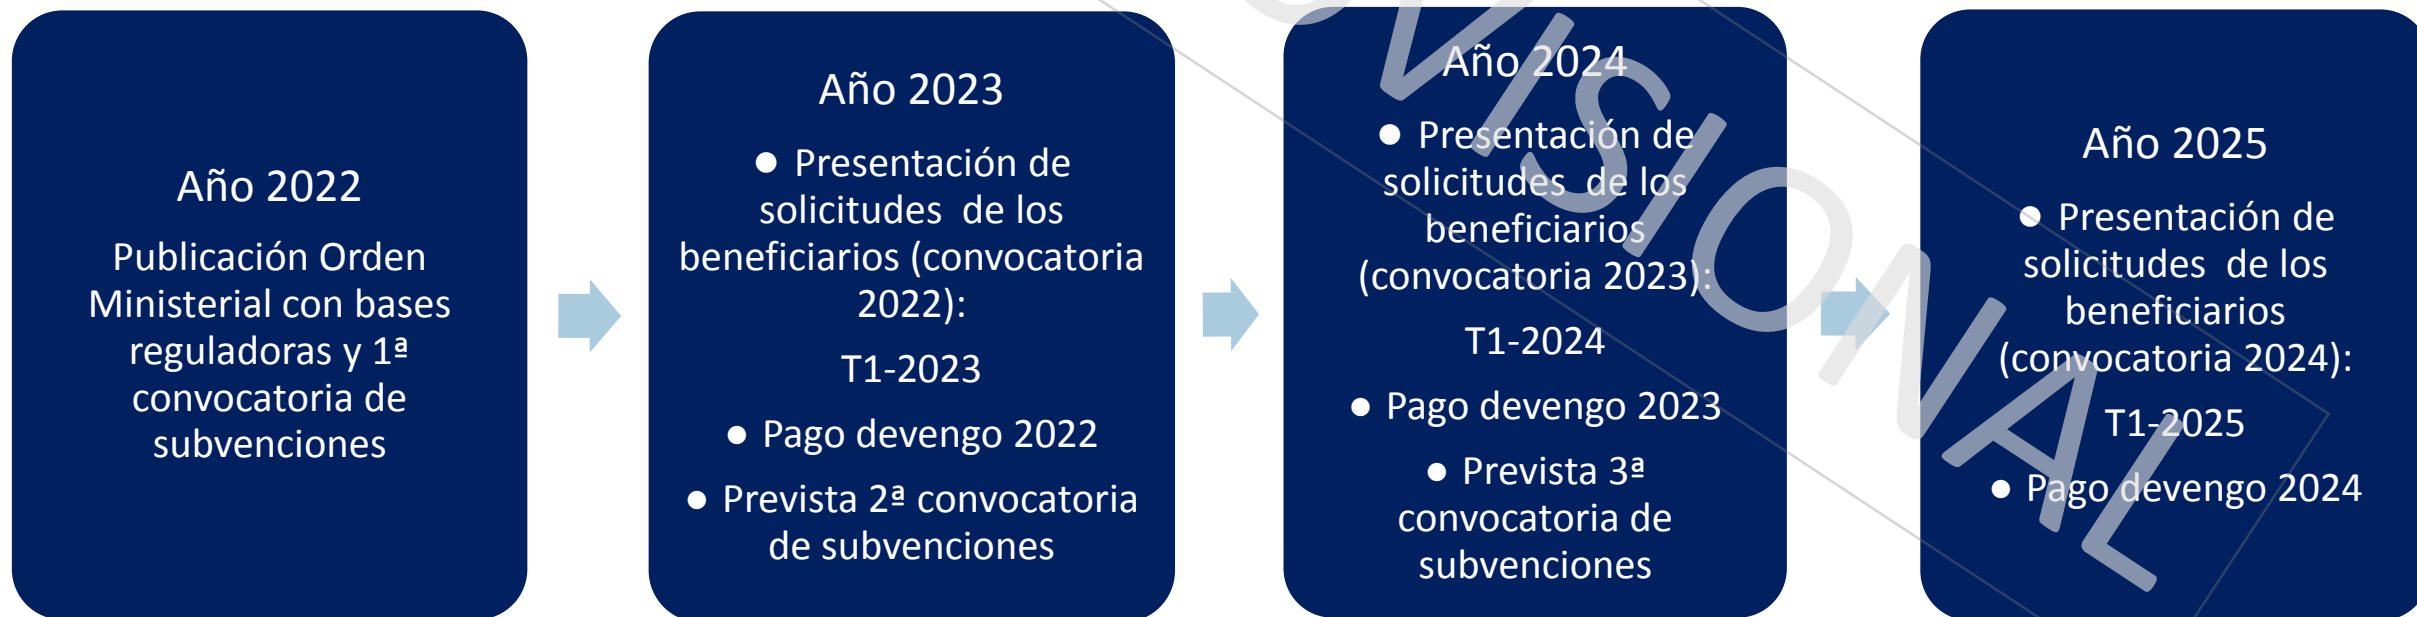 Año 2022
Publicación Orden
Ministerial con bases
reguladoras y 1ª
convocatoria de
subvenciones
Año 2023
● Presentación de
solicitudes de los
beneficiarios (convocatoria
2022):
T1-2023
● Pago devengo 2022
● Prevista 2ª convocatoria
de subvenciones
Año 2024
● Presentación de
solicitudes de los
beneficiarios
(convocatoria 2023):
T1-2024
● Pago devengo 2023
● Prevista 3ª
convocatoria de
subvenciones
Año 2025
● Presentación de
solicitudes de los
beneficiarios
(convocatoria 2024):
T1-2025
● Pago devengo 2024
OVISIONAL